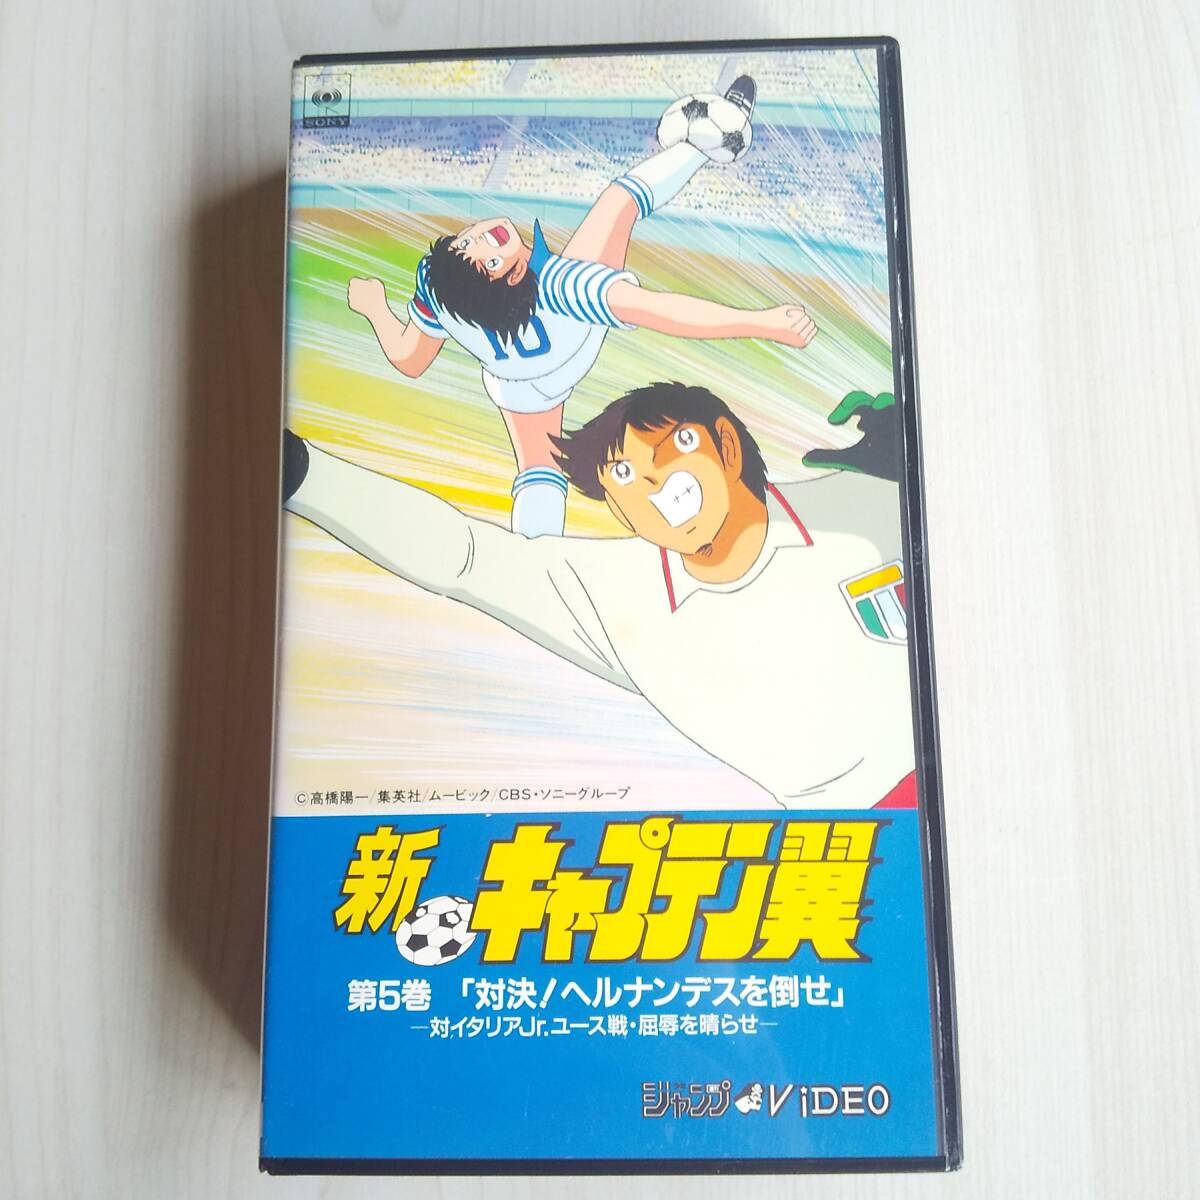 SONY
10
©高橋陽一/集英社/ムービック/CBS・ソニーグループ
新キャプテン翼
第5巻 「対決!ヘルナンデスを倒せ」
―対イタリアJr.ユース戦・屈辱を晴らせ―
ジャンプ VIDEO